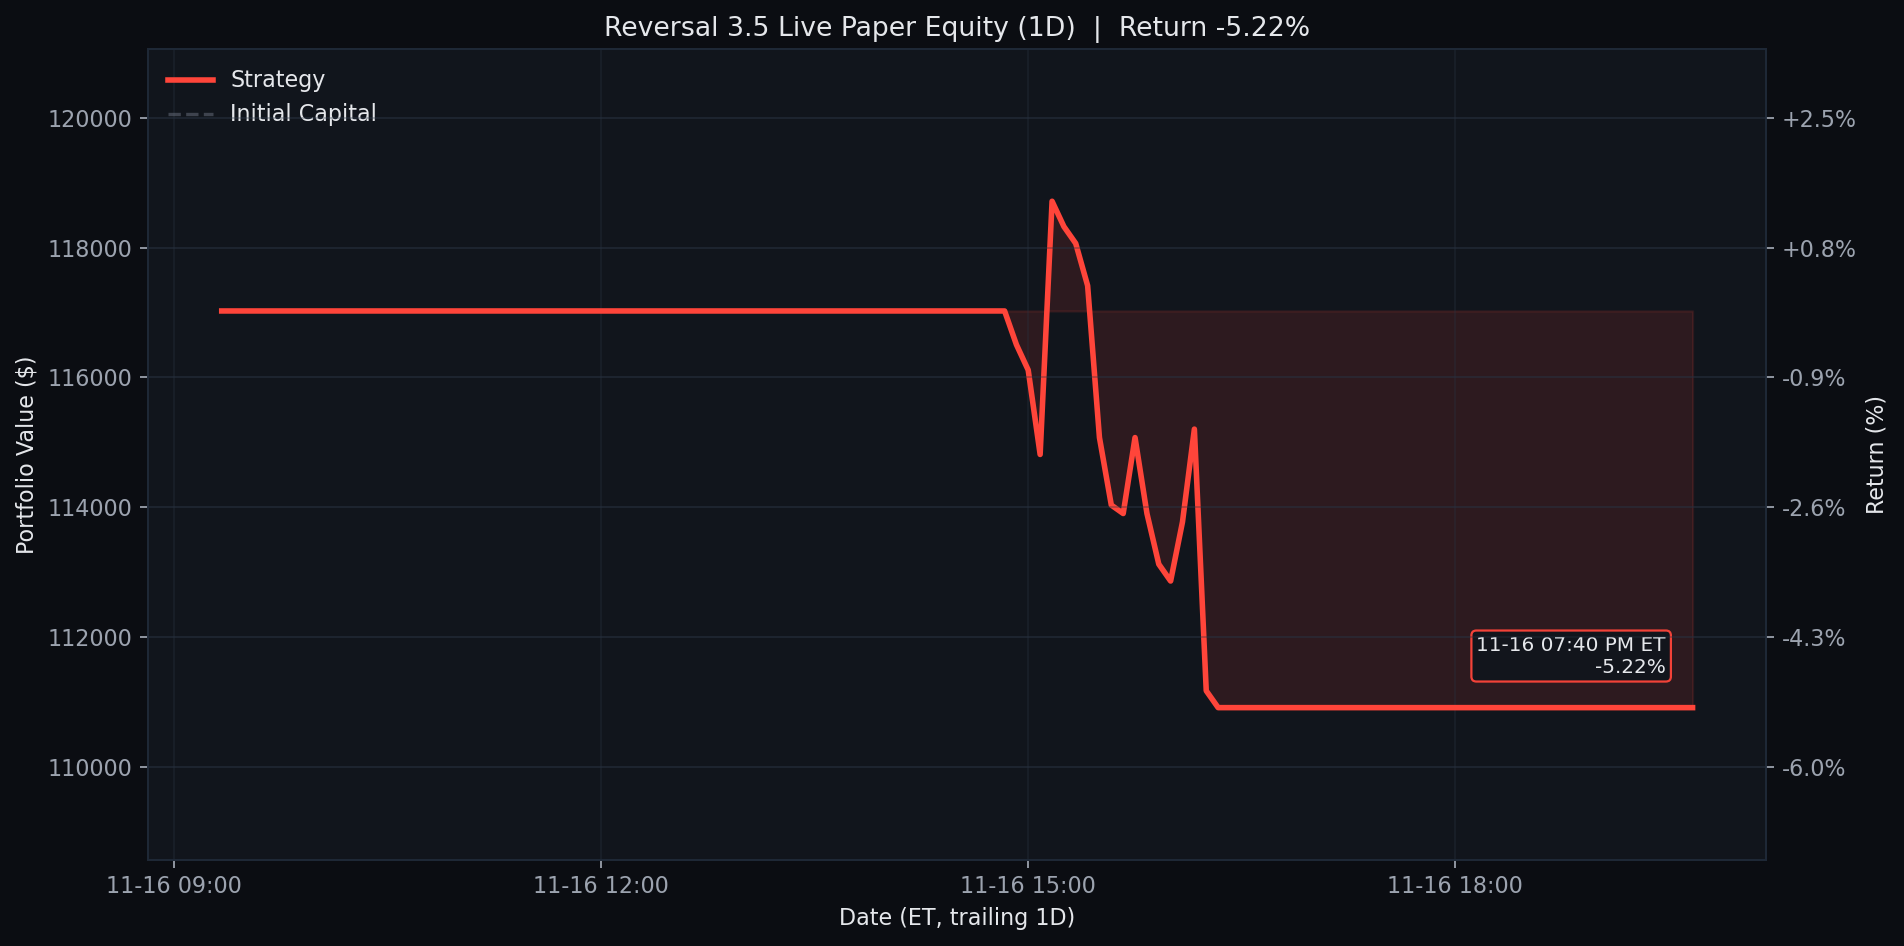 Reversal 3.5 Live Paper Equity (1D)  |  Return -5.22%
Strategy
Initial Capital
120000
118000
116000
114000
112000
110000
Portfolio Value ($)
+2.5%
+0.8%
-0.9%
-2.6%
-4.3%
-6.0%
Return (%)
11-16 07:40 PM ET
-5.22%
11-16 09:00
11-16 12:00
11-16 15:00
11-16 18:00
Date (ET, trailing 1D)